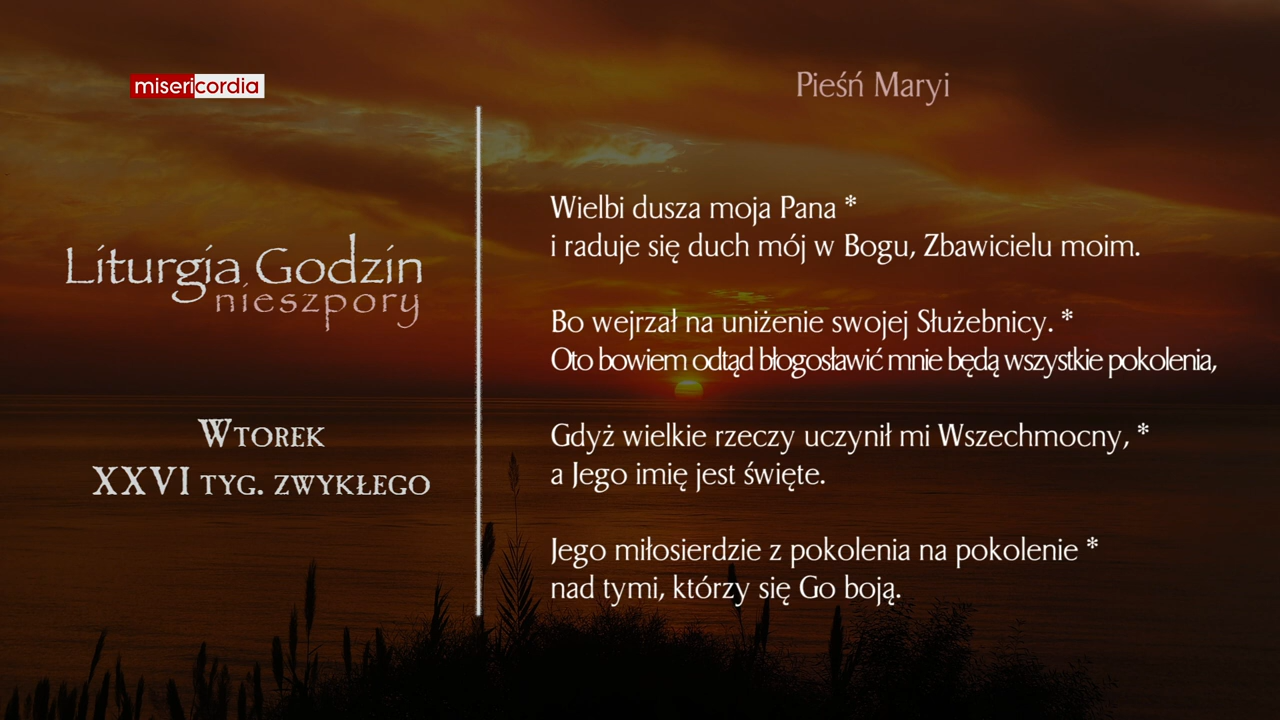 misericordia
Liturgia Godzin
nieszpory
Wtorek
XXVI tyg. zwykłego
Pieśń Maryi
Wielbi dusza moja Pana *
i raduje się duch mój w Bogu, Zbawicielu moim.
Bo wejrzał na uniżenie swojej Służebnicy. *
Oto bowiem odtąd błogosławić mnie będą wszystkie pokolenia,
Gdyż wielkie rzeczy uczynił mi Wszechmocny, *
a Jego imię jest święte.
Jego miłosierdzie z pokolenia na pokolenie *
nad tymi, którzy się Go boją.